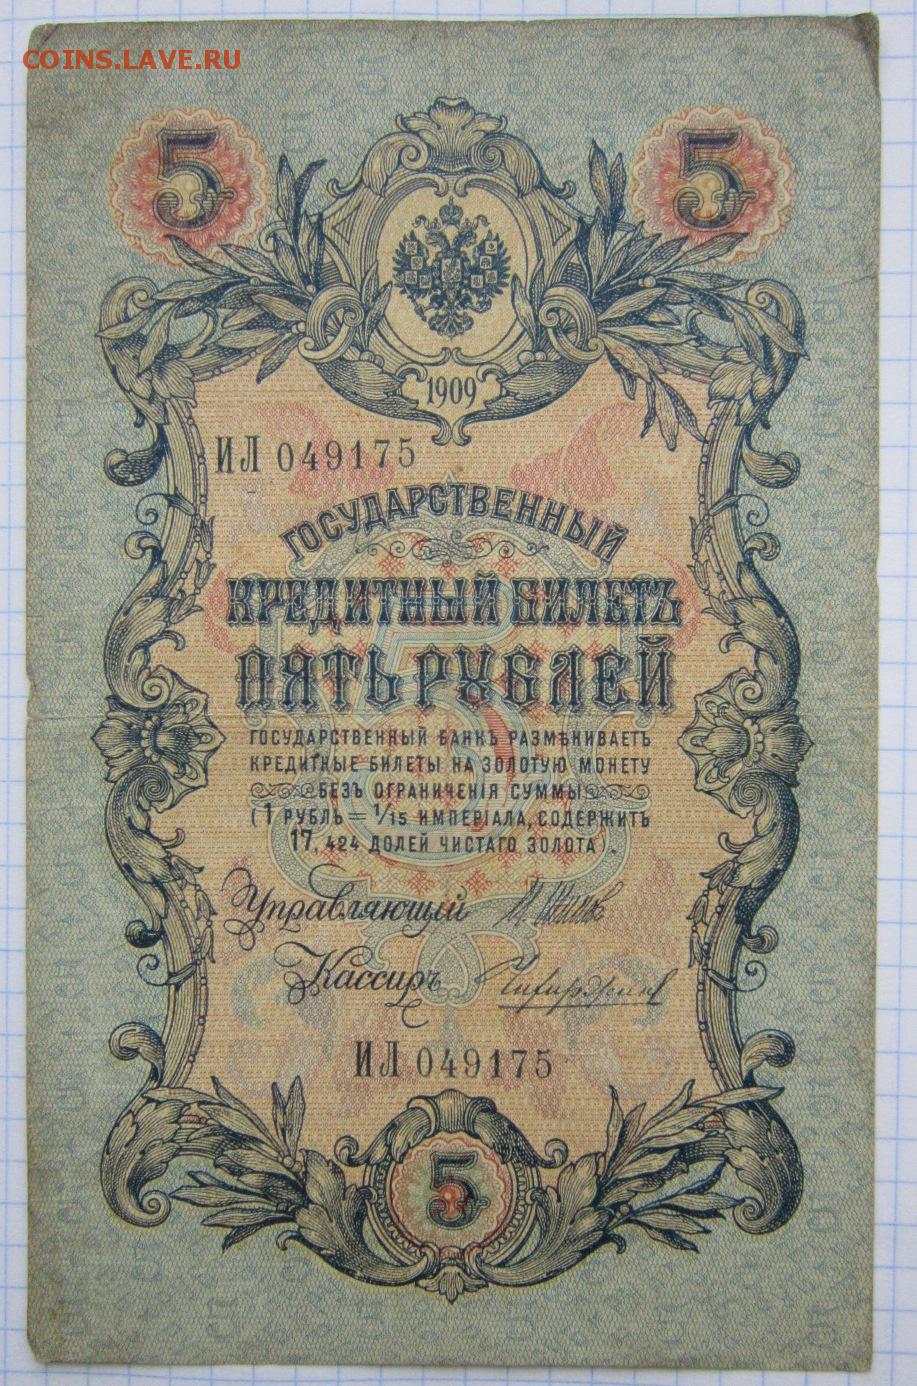 COINS.LAVE.RU
5 5
1909
ИЛ 049175
ГОСУДАРСТВЕННЫЙ
КРЕДИТНЫЙ БИЛЕТЪ
ПЯТЬ РУБЛЕЙ
ГОСУДАРСТВЕННЫЙ БАНКЪ РАЗМѢНИВАЕТЪ
КРЕДИТНЫЕ БИЛЕТЫ НА ЗОЛОТУЮ МОНЕТУ
БЕЗЪ ОГРАНИЧЕНІЯ СУММЫ
(1 РУБЛЬ = 1/15 ИМПЕРІАЛА, СОДЕРЖИТЪ
17,424 ДОЛЕЙ ЧИСТАГО ЗОЛОТА)
Управляющій
Кассиръ
ИЛ 049175
5